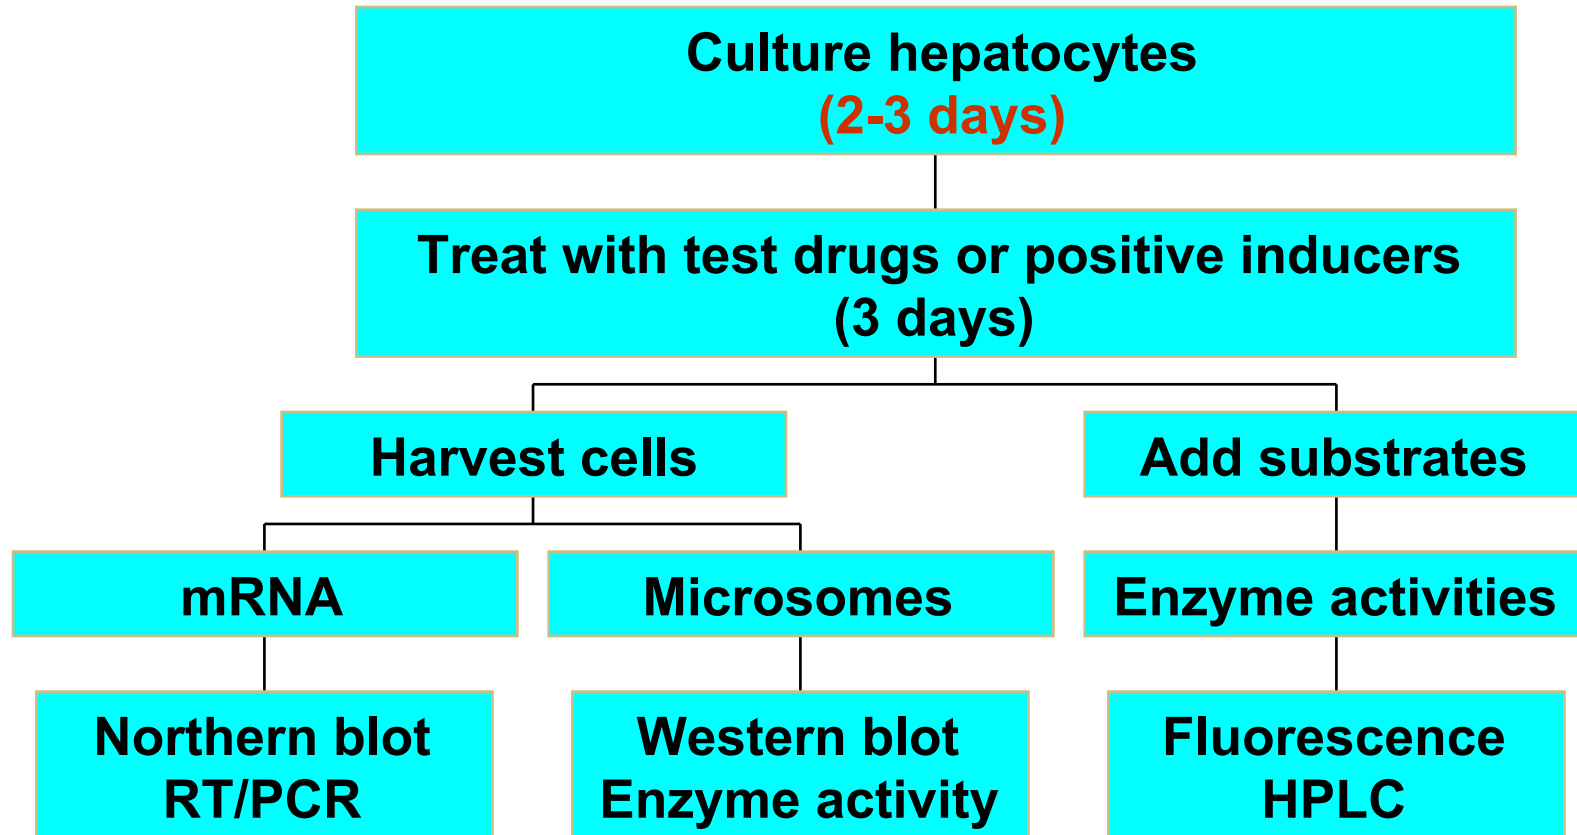 Culture hepatocytes
(2-3 days)
Treat with test drugs or positive inducers
(3 days)
Harvest cells
Add substrates
mRNA
Microsomes
Enzyme activities
Northern blot
RT/PCR
Western blot
Enzyme activity
Fluorescence
HPLC